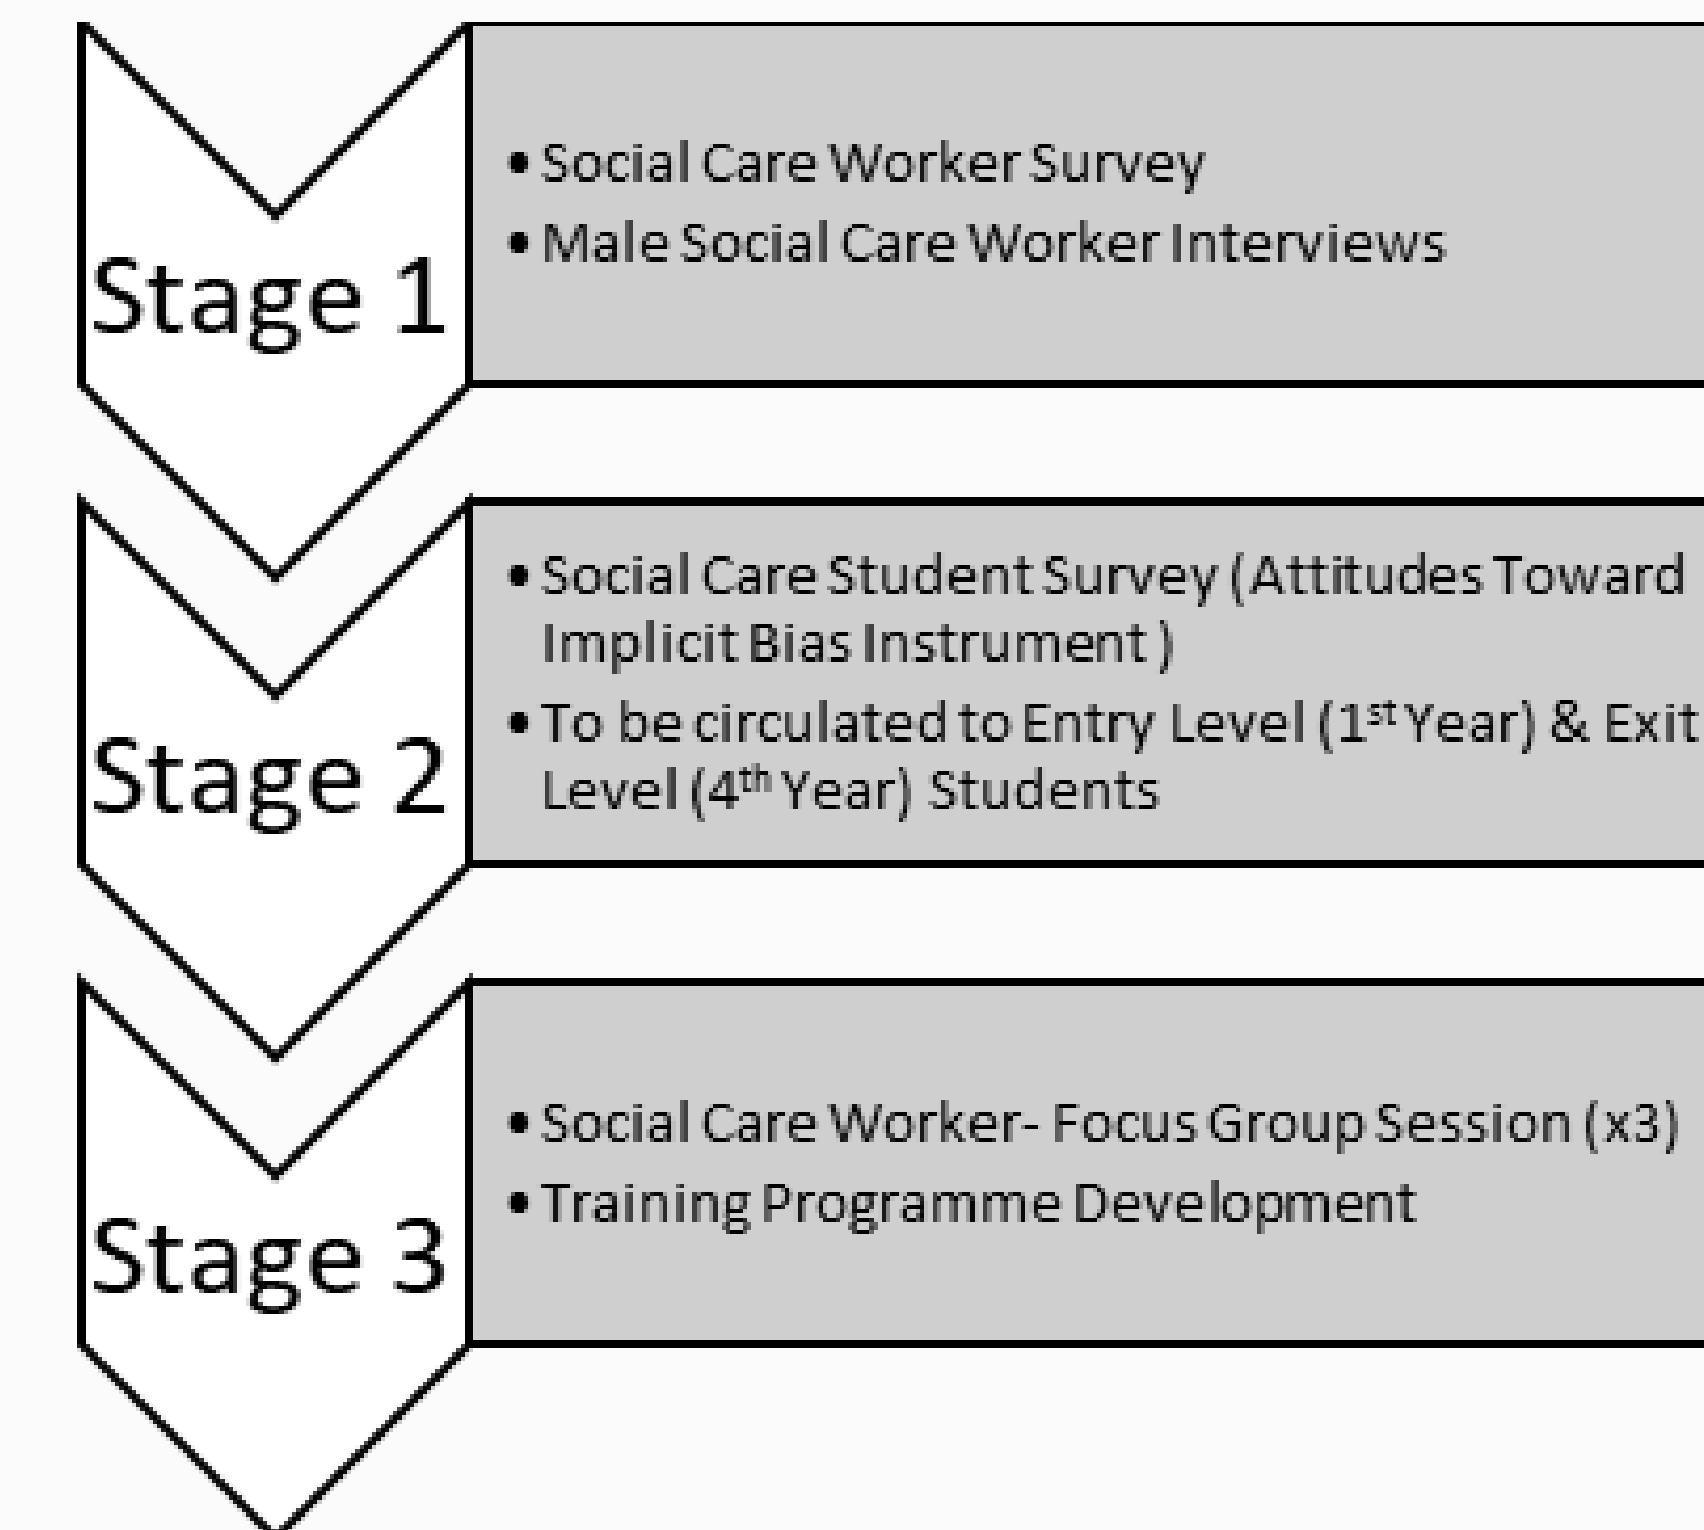 Stage 1
• Social Care Worker Survey
• Male Social Care Worker Interviews
Stage 2
• Social Care Student Survey (Attitudes Toward
Implicit Bias Instrument )
• To be circulated to Entry Level (1st Year) & Exit
Level (4th Year) Students
Stage 3
• Social Care Worker- Focus Group Session (x3)
• Training Programme Development